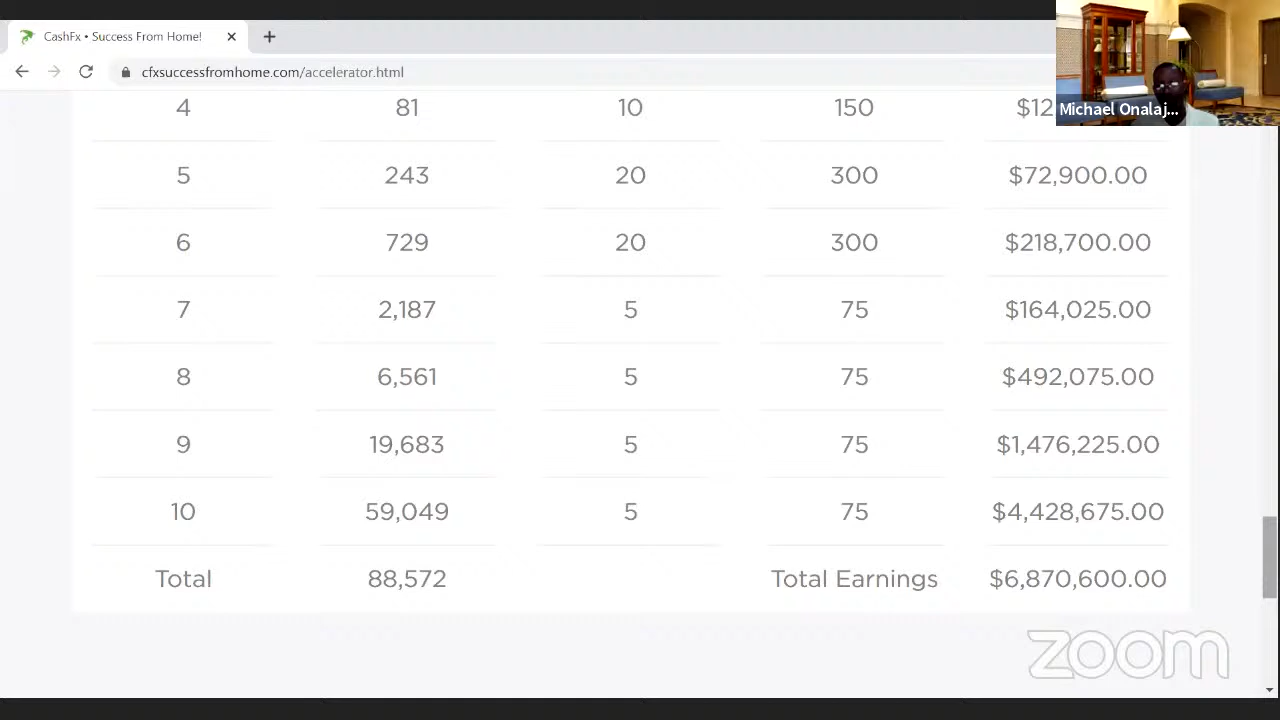 CashFx • Success From Home!
cfxsuccessfromhome.com/accelerator.html
Michael Onalaj...
4 81 10 150 $12
5 243 20 300 $72,900.00
6 729 20 300 $218,700.00
7 2,187 5 75 $164,025.00
8 6,561 5 75 $492,075.00
9 19,683 5 75 $1,476,225.00
10 59,049 5 75 $4,428,675.00
Total 88,572 Total Earnings $6,870,600.00
zoom